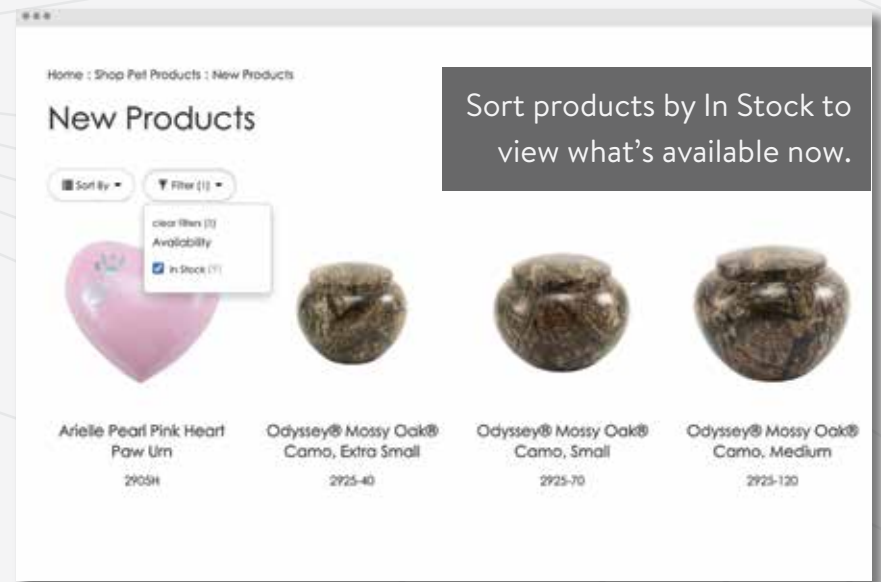 Home : Shop Pet Products : New Products
New Products
Sort products by In Stock to
view what's available now.
Sort By
Filter (1)
clear filters
Availability
In Stock
Arielle Pearl Pink Heart
Paw Urn
2905H
Odyssey® Mossy Oak®
Camo, Extra Small
2925-40
Odyssey® Mossy Oak®
Camo, Small
2925-70
Odyssey® Mossy Oak®
Camo, Medium
2925-120